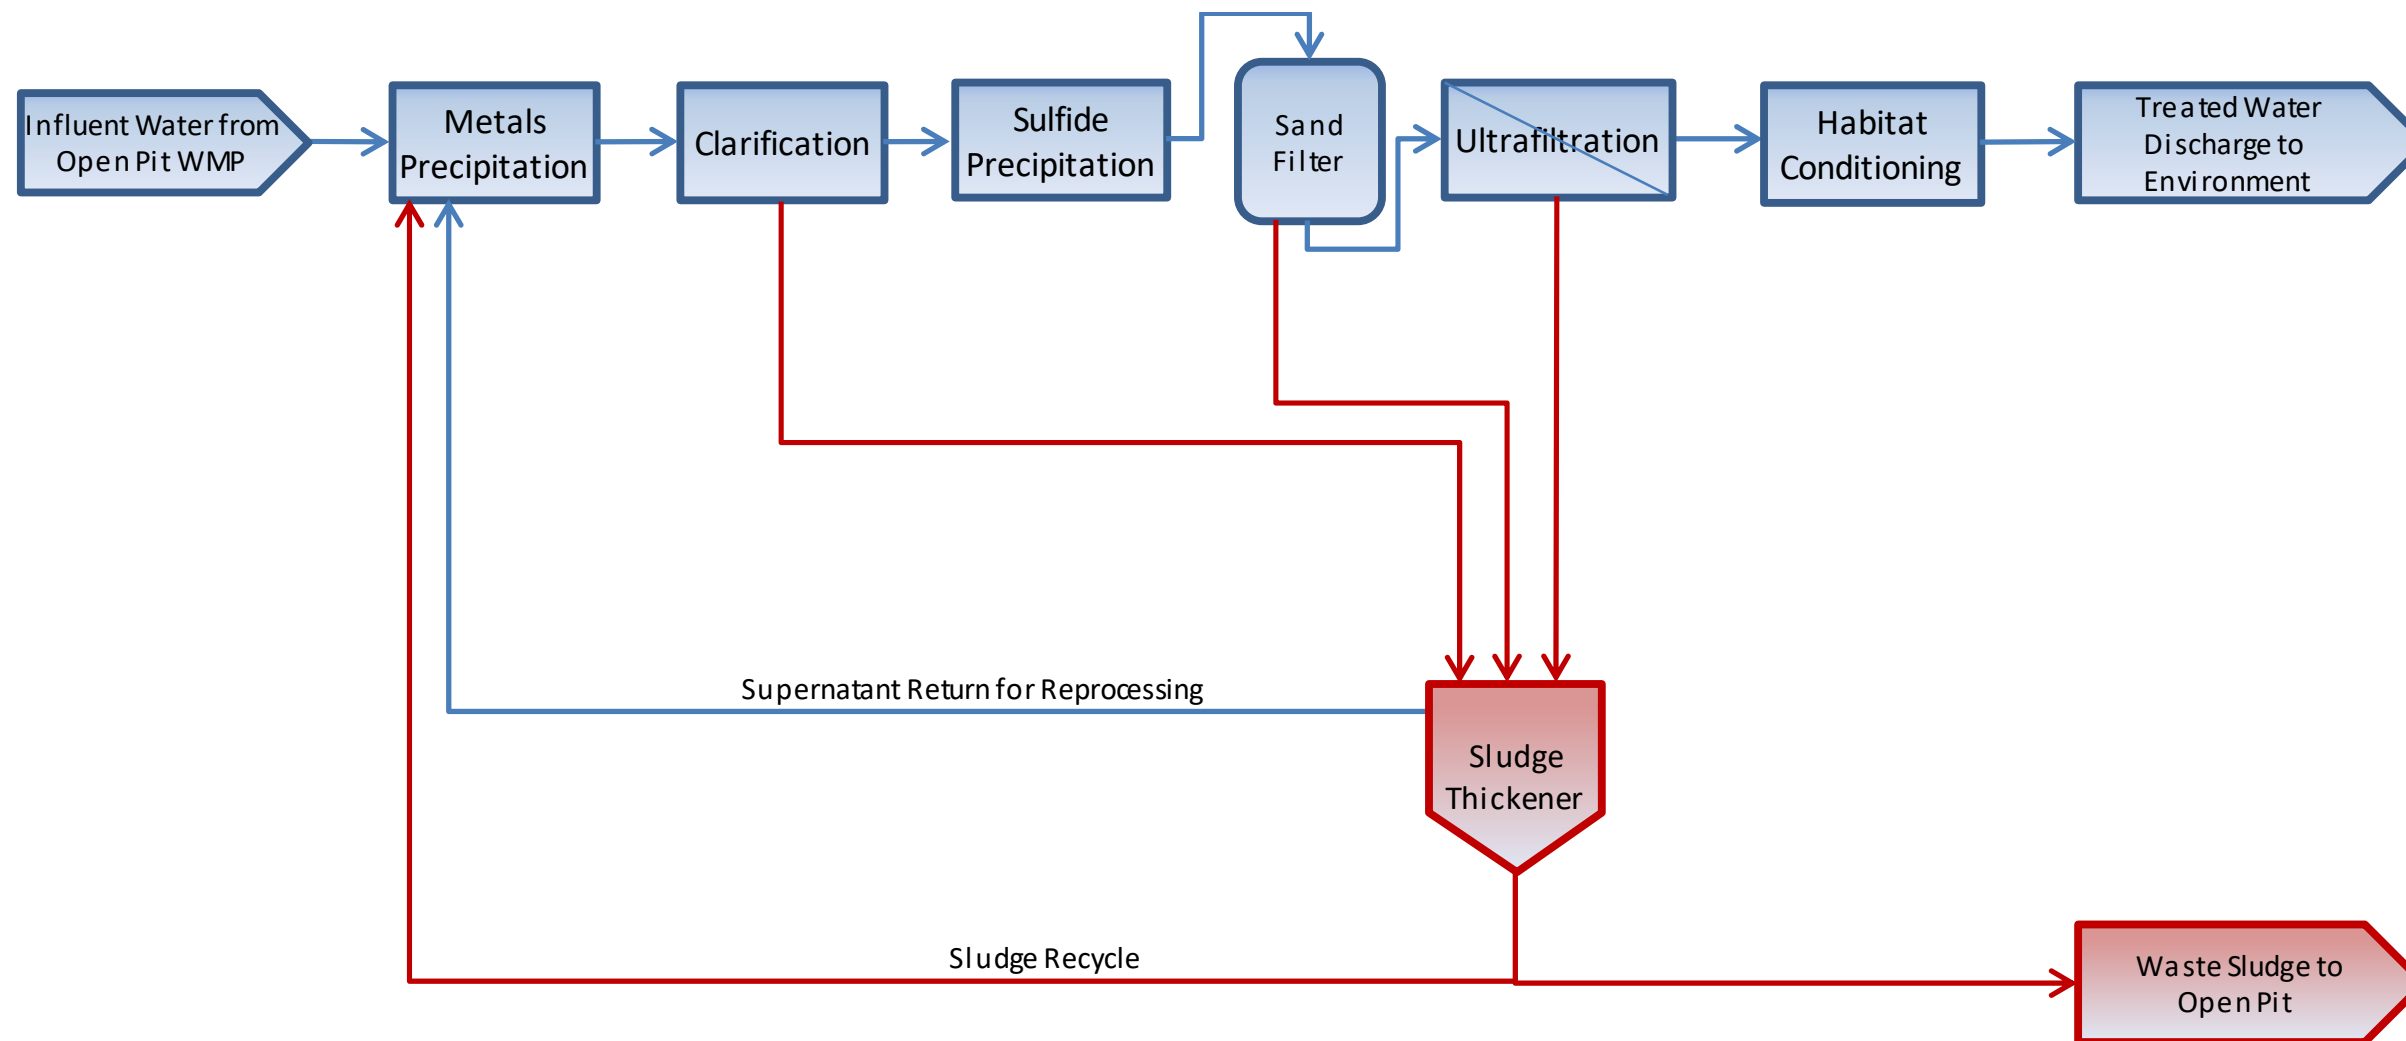 Influent Water from
Open Pit WMP
Metals
Precipitation
Clarification
Sulfide
Precipitation
Sand
Filter
Ultrafiltration
Habitat
Conditioning
Treated Water
Discharge to
Environment
Supernatant Return for Reprocessing
Sludge
Thickener
Sludge Recycle
Waste Sludge to
Open Pit